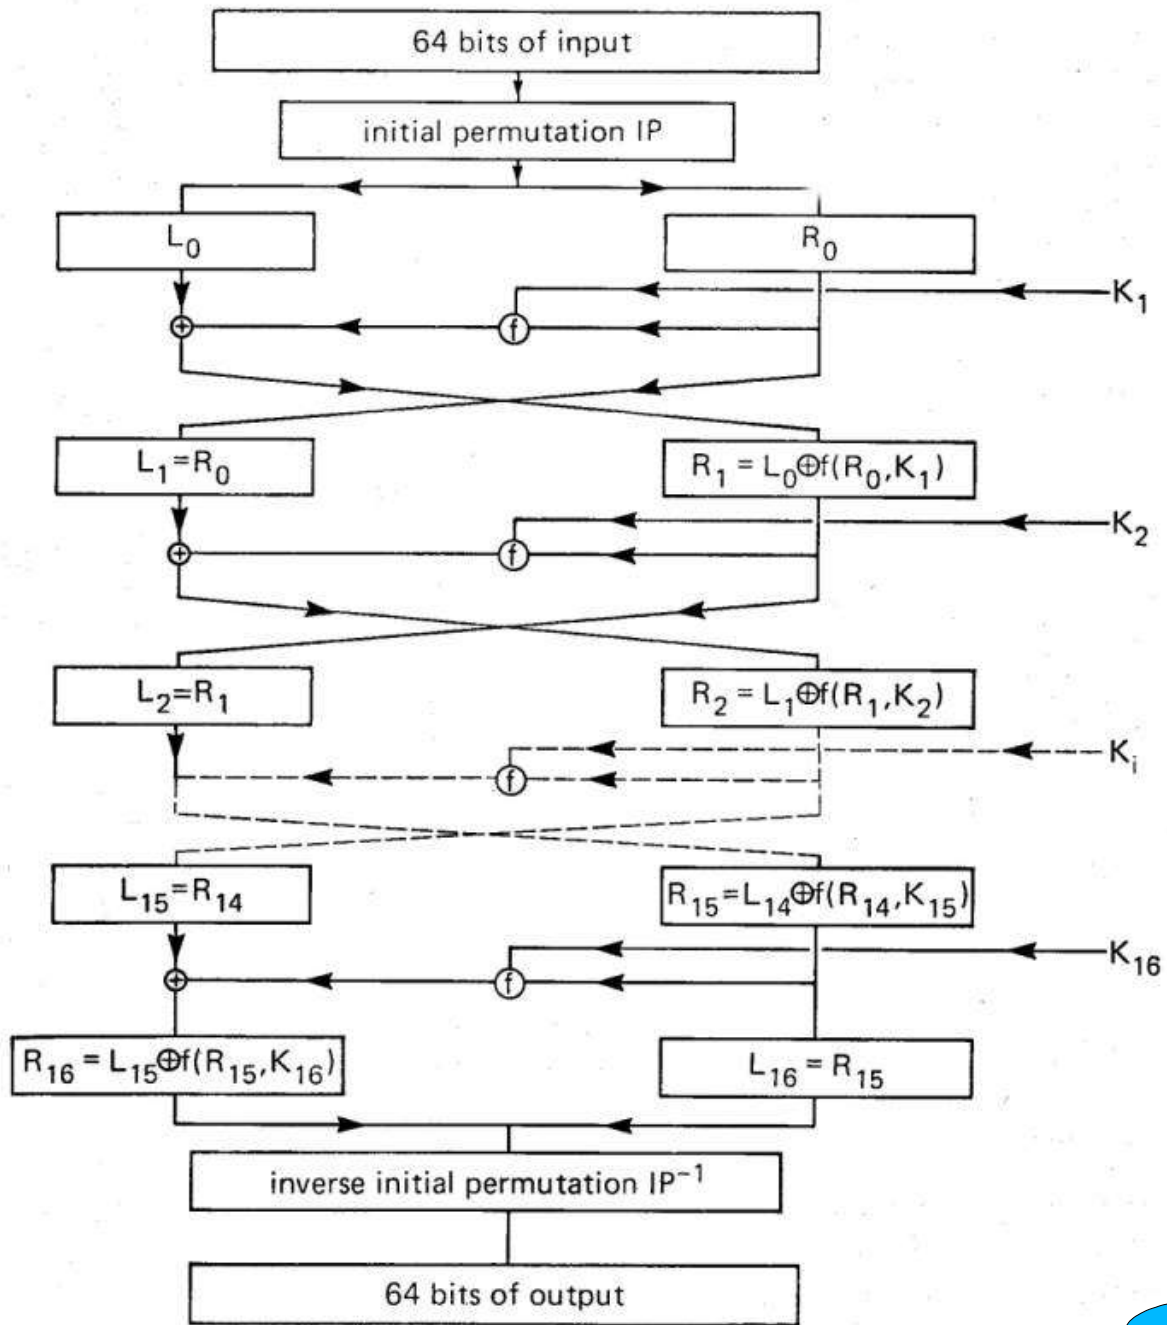 64 bits of input
initial permutation IP
L₀
R₀
K₁
⊕
f
L₁=R₀
R₁ = L₀⊕f(R₀,K₁)
K₂
⊕
f
L₂=R₁
R₂ = L₁⊕f(R₁,K₂)
Kᵢ
f
L₁₅=R₁₄
R₁₅=L₁₄⊕f(R₁₄,K₁₅)
K₁₆
⊕
f
R₁₆ = L₁₅⊕f(R₁₅,K₁₆)
L₁₆ = R₁₅
inverse initial permutation IP⁻¹
64 bits of output